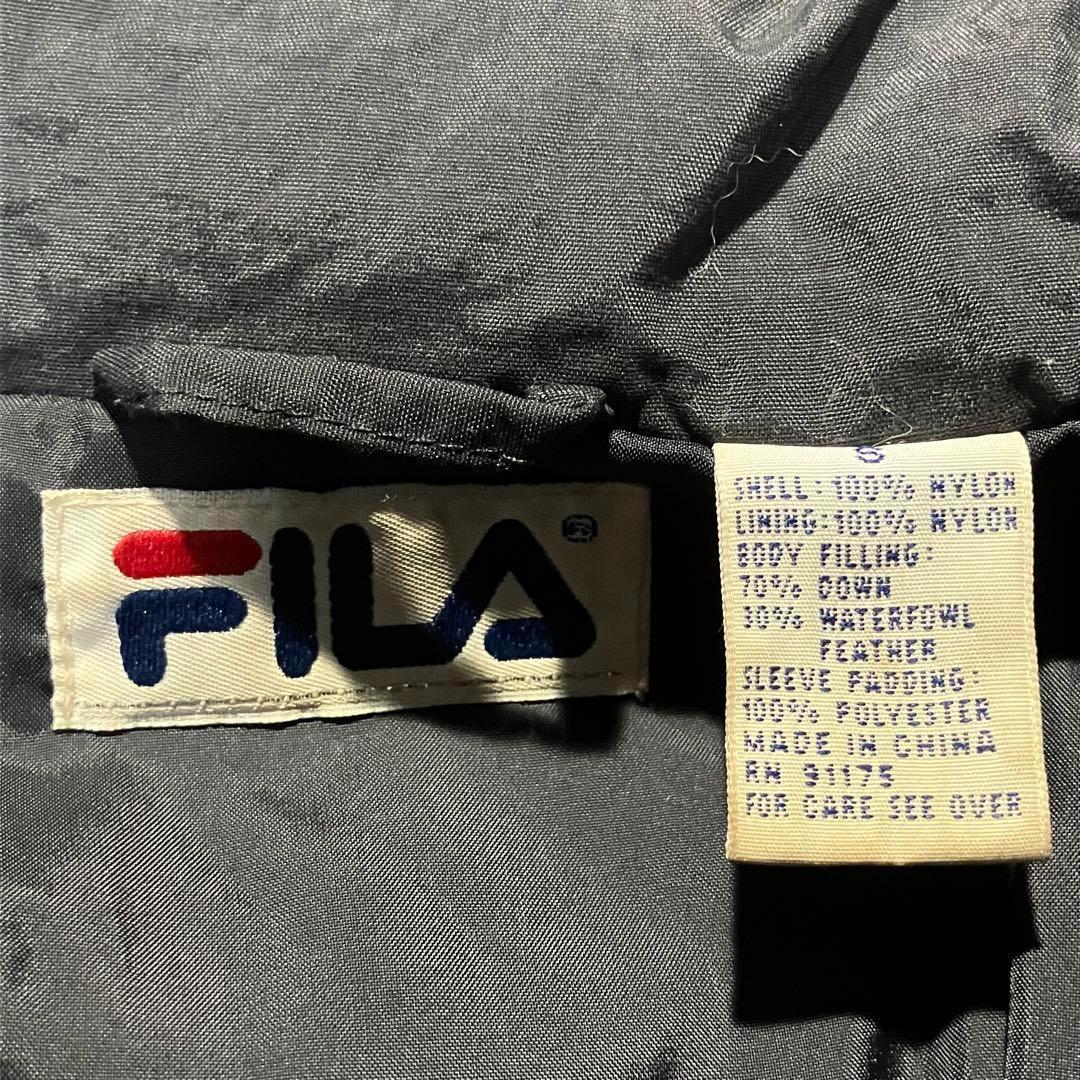 FILA
®
SHELL: 100% NYLON
LINING: 100% NYLON
BODY FILLING:
70% DOWN
30% WATERFOWL
FEATHER
SLEEVE PADDING:
100% POLYESTER
MADE IN CHINA
RN 91175
FOR CARE SEE OVER